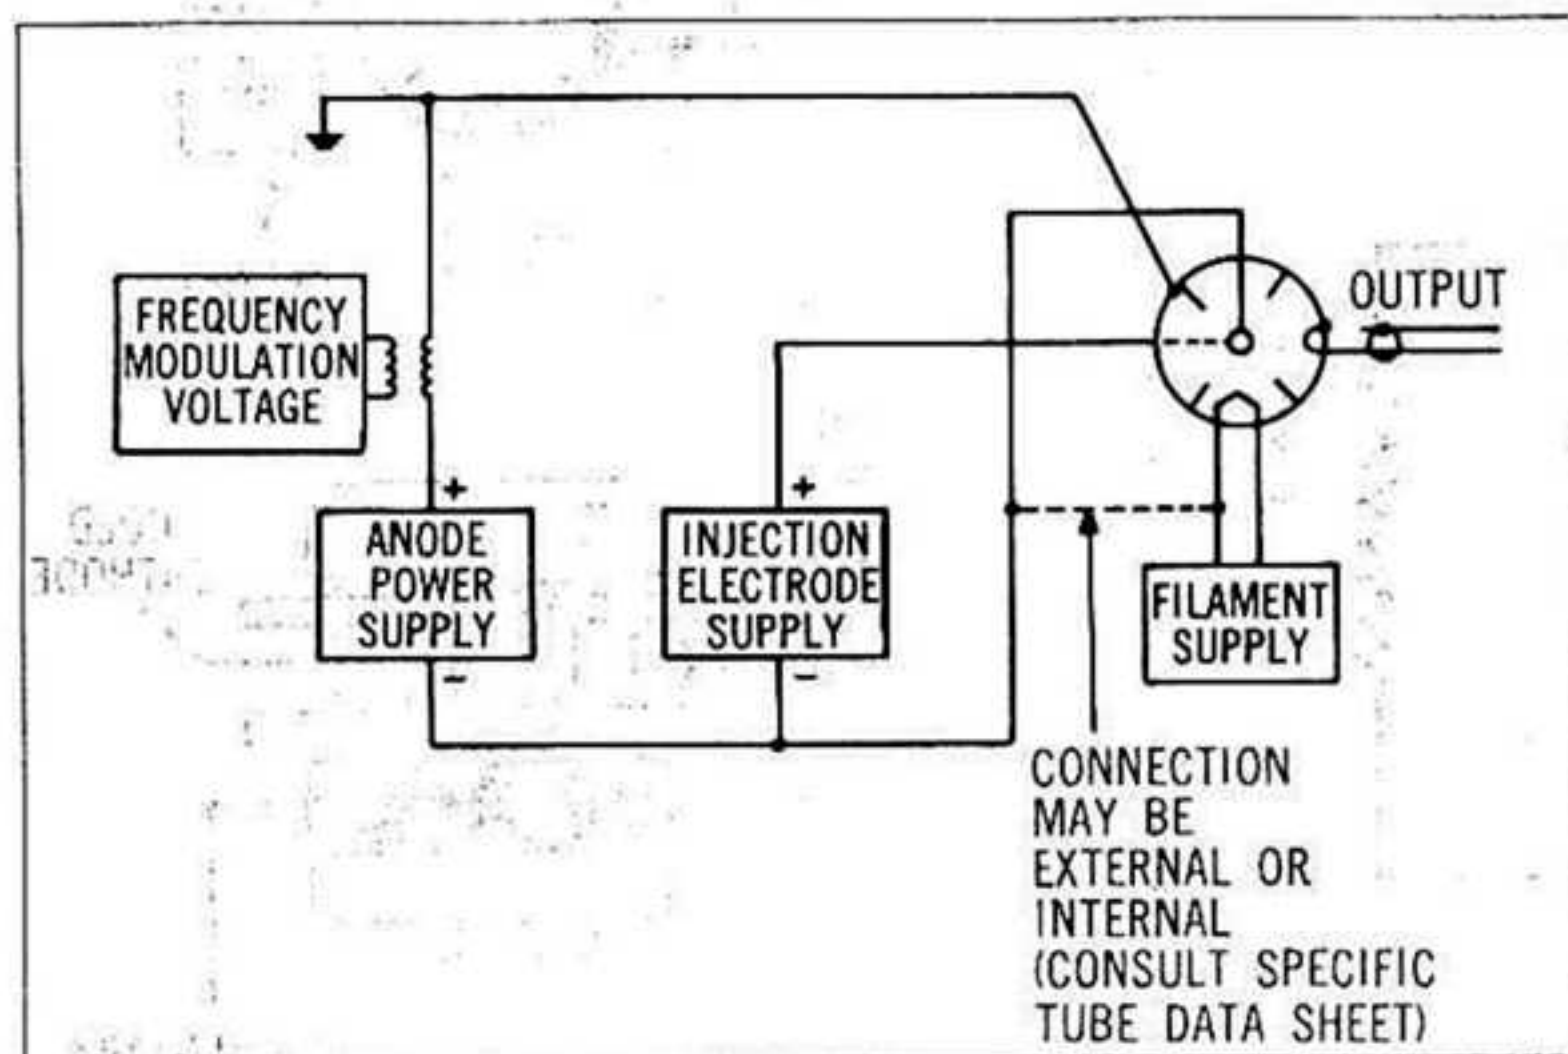 FREQUENCY
MODULATION
VOLTAGE
+
ANODE
POWER
SUPPLY
-
+
INJECTION
ELECTRODE
SUPPLY
-
OUTPUT
FILAMENT
SUPPLY
CONNECTION
MAY BE
EXTERNAL OR
INTERNAL
(CONSULT SPECIFIC
TUBE DATA SHEET)